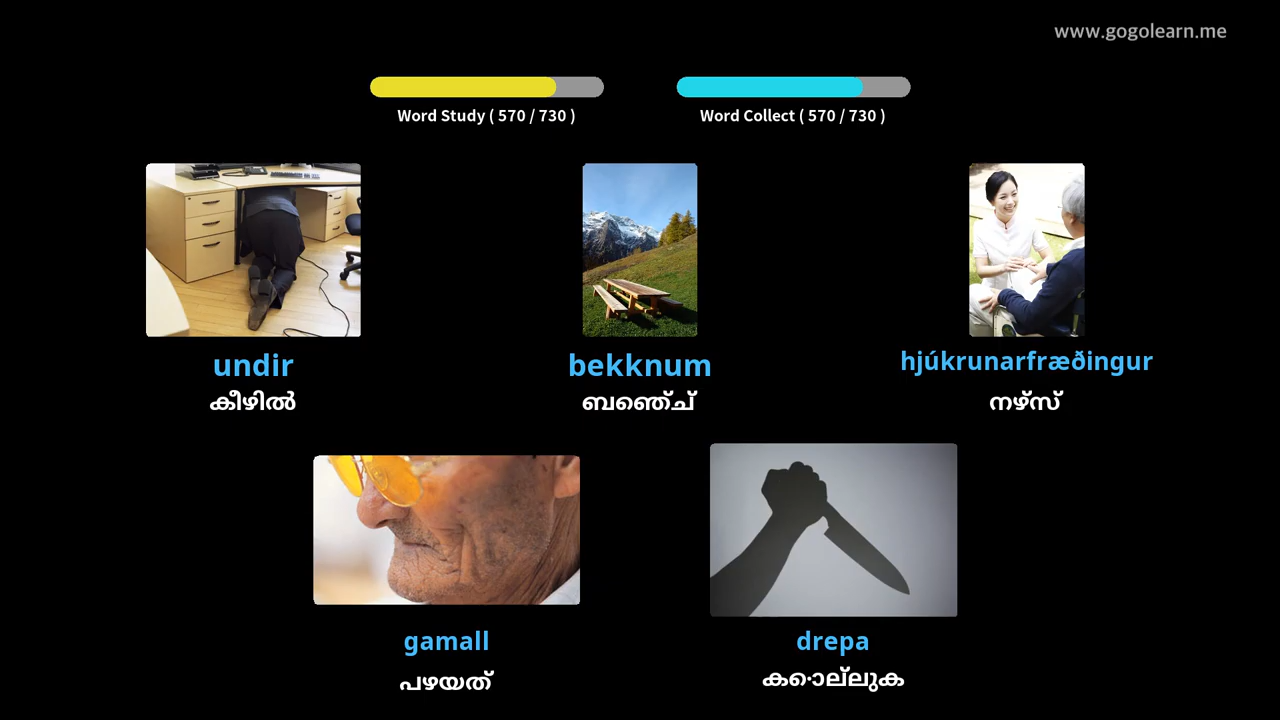 www.gogolearn.me
Word Study ( 570 / 730 )
Word Collect ( 570 / 730 )
undir
bekknum
hjúkrunarfræðingur
കീഴിൽ
ബഞ്ചെ്
നഴ്സ്
gamall
drepa
പഴയത്
കൊല്ലുക